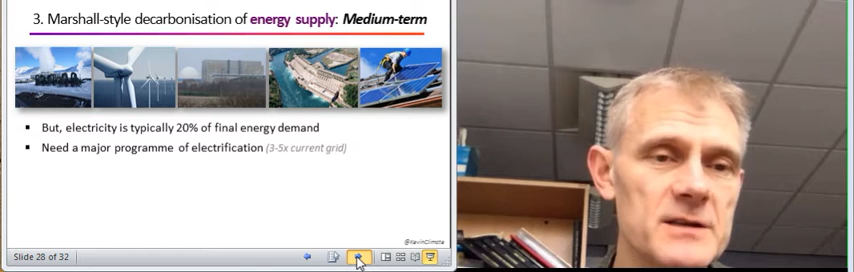 3. Marshall-style decarbonisation of energy supply: Medium-term
▪ But, electricity is typically 20% of final energy demand
▪ Need a major programme of electrification (3-5x current grid)
@KevinClimate
Slide 28 of 32